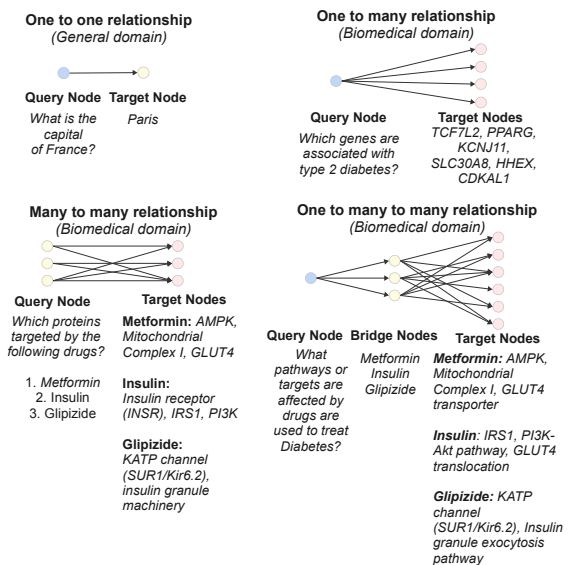 One to one relationship
(General domain)
Query Node
Target Node
What is the
capital
of France?
Paris
One to many relationship
(Biomedical domain)
Query Node
Target Nodes
Which genes are
associated with
type 2 diabetes?
TCF7L2, PPARG,
KCNJ11,
SLC30A8, HHEX,
CDKAL1
Many to many relationship
(Biomedical domain)
Query Node
Target Nodes
Which proteins
targeted by the
following drugs?
1. Metformin
2. Insulin
3. Glipizide
Metformin: AMPK,
Mitochondrial
Complex I, GLUT4
Insulin:
Insulin receptor
(INSR), IRS1, PI3K
Glipizide:
KATP channel
(SUR1/Kir6.2),
insulin granule
machinery
One to many to many relationship
(Biomedical domain)
Query Node
Bridge Nodes
Target Nodes
What
pathways or
targets are
affected by
drugs are
used to treat
Diabetes?
Metformin
Insulin
Glipizide
Metformin: AMPK,
Mitochondrial
Complex I, GLUT4
transporter
Insulin: IRS1, PI3K-
Akt pathway, GLUT4
translocation
Glipizide: KATP
channel
(SUR1/Kir6.2), Insulin
granule exocytosis
pathway